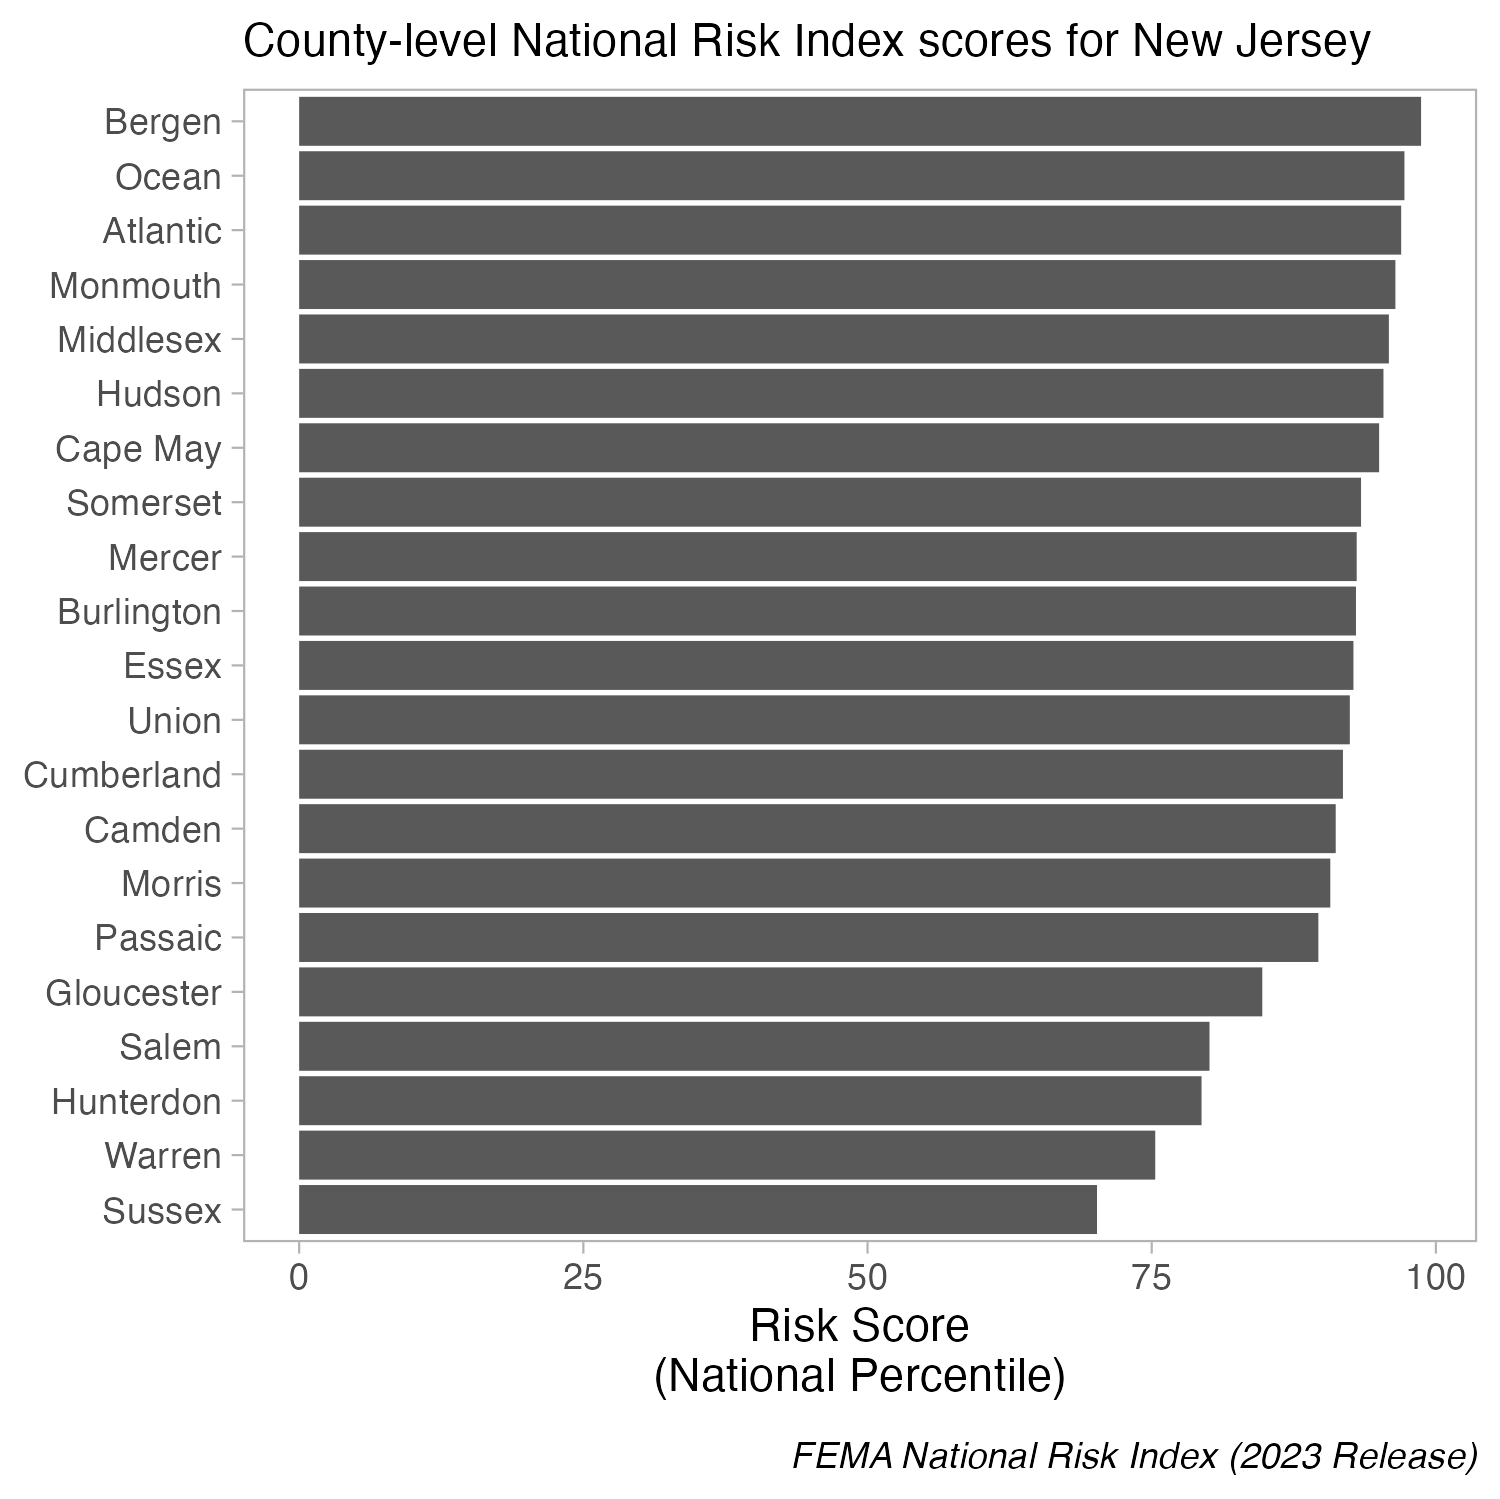 County-level National Risk Index scores for New Jersey
Bergen
Ocean
Atlantic
Monmouth
Middlesex
Hudson
Cape May
Somerset
Mercer
Burlington
Essex
Union
Cumberland
Camden
Morris
Passaic
Gloucester
Salem
Hunterdon
Warren
Sussex
0 25 50 75 100
Risk Score
(National Percentile)
FEMA National Risk Index (2023 Release)